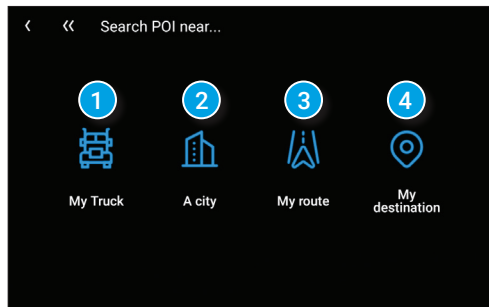 Search POI near...
1 2 3 4
My Truck A city My route My
destination